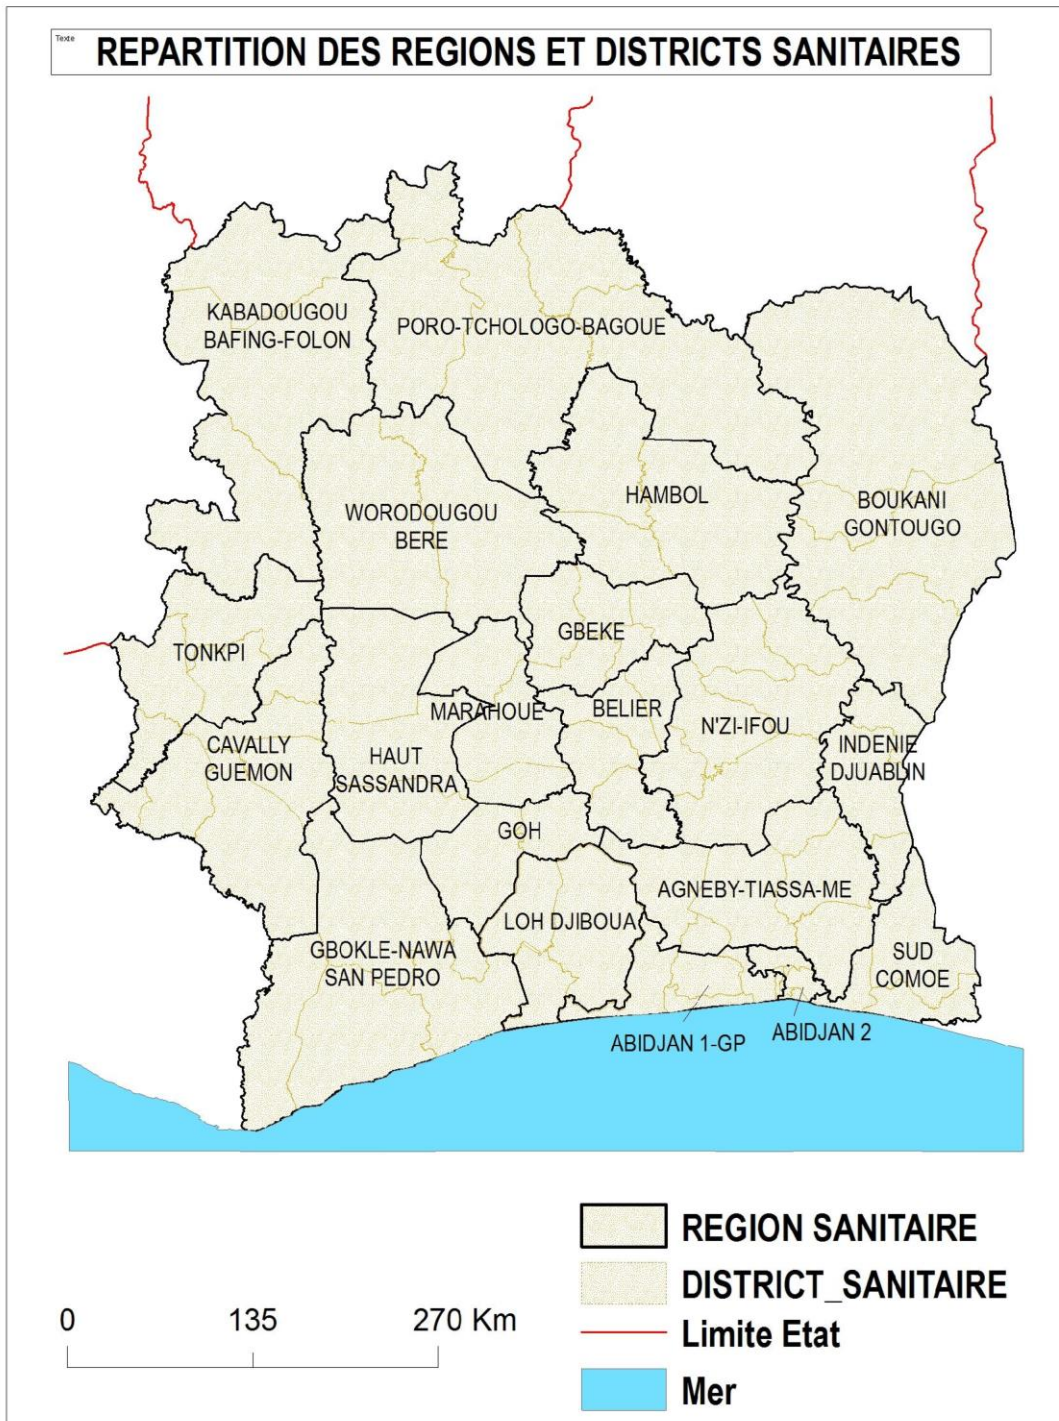 Texte
REPARTITION DES REGIONS ET DISTRICTS SANITAIRES
KABADOUGOU
BAFING-FOLON
PORO-TCHOLOGO-BAGOUE
WORODOUGOU
BERE
HAMBOL
BOUKANI
GONTOUGO
TONKPI
GBEKE
CAVALLY
GUEMON
MARAHOUE
BELIER
N'ZI-IFOU
HAUT
SASSANDRA
INDENIE
DJUABLIN
GOH
AGNEBY-TIASSA-ME
LOH DJIBOUA
GBOKLE-NAWA
SAN PEDRO
SUD
COMOE
ABIDJAN 1-GP
ABIDJAN 2
REGION SANITAIRE
DISTRICT_SANITAIRE
Limite Etat
Mer
0 135 270 Km